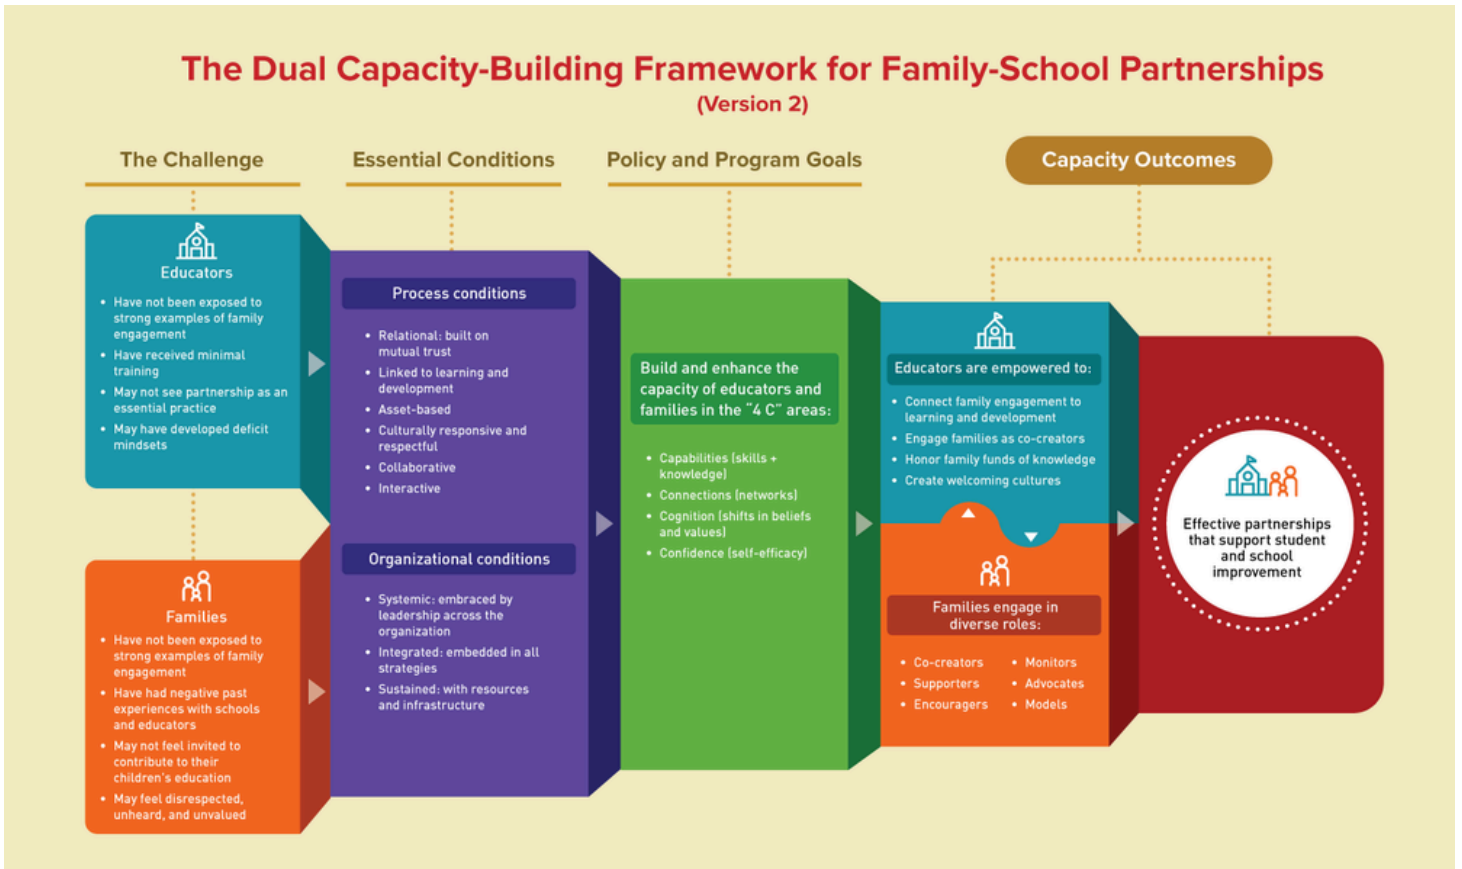 The Dual Capacity-Building Framework for Family-School Partnerships
(Version 2)
The Challenge
Essential Conditions
Policy and Program Goals
Capacity Outcomes
Educators
• Have not been exposed to
strong examples of family
engagement
• Have received minimal
training
• May not see partnership as an
essential practice
• May have developed deficit
mindsets
Families
• Have not been exposed to
strong examples of family
engagement
• Have had negative past
experiences with schools
and educators
• May not feel invited to
contribute to their
children's education
• May feel disrespected,
unheard, and unvalued
Process conditions
• Relational: built on
mutual trust
• Linked to learning and
development
• Asset-based
• Culturally responsive and
respectful
• Collaborative
• Interactive
Organizational conditions
• Systemic: embraced by
leadership across the
organization
• Integrated: embedded in all
strategies
• Sustained: with resources
and infrastructure
Build and enhance the
capacity of educators and
families in the "4 C" areas:
• Capabilities (skills +
knowledge)
• Connections (networks)
• Cognition (shifts in beliefs
and values)
• Confidence (self-efficacy)
Educators are empowered to:
• Connect family engagement to
learning and development
• Engage families as co-creators
• Honor family funds of knowledge
• Create welcoming cultures
Families engage in
diverse roles:
• Co-creators
• Supporters
• Encouragers
• Monitors
• Advocates
• Models
Effective partnerships
that support student
and school
improvement